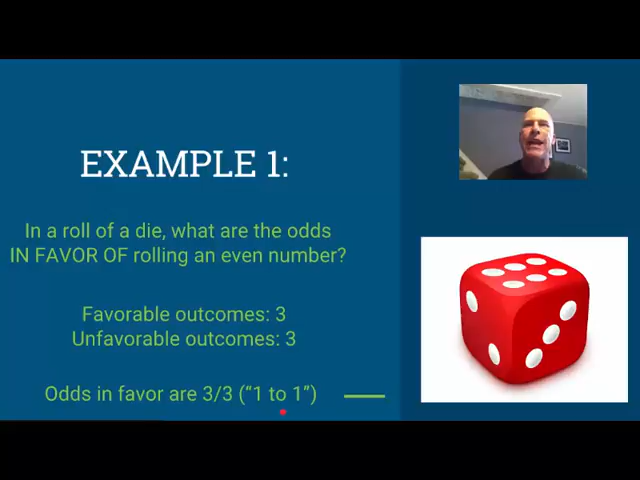 EXAMPLE 1:
In a roll of a die, what are the odds
IN FAVOR OF rolling an even number?
Favorable outcomes: 3
Unfavorable outcomes: 3
Odds in favor are 3/3 (“1 to 1”)